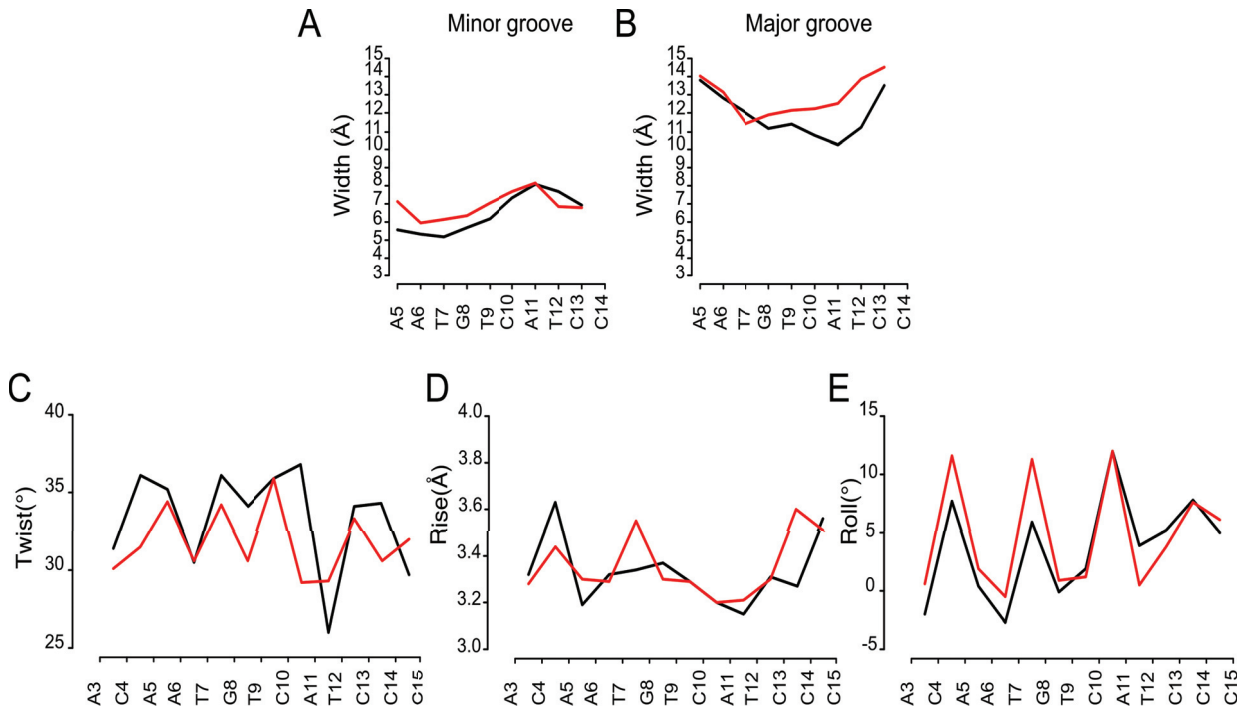 A Minor groove B Major groove
15
14
13
12
11
10
9
8
7
6
5
4
3
Width (Å)
A5 A6 T7 G8 T9 C10 A11 T12 C13 C14
15
14
13
12
11
10
9
8
7
6
5
4
3
Width (Å)
A5 A6 T7 G8 T9 C10 A11 T12 C13 C14
C
40
35
30
25
Twist(°)
A3 C4 A5 A6 T7 G8 T9 C10 A11 T12 C13 C14 C15
D
4.0
3.8
3.6
3.4
3.2
3.0
Rise(Å)
A3 C4 A5 A6 T7 G8 T9 C10 A11 T12 C13 C14 C15
E
15
10
5
0
-5
Roll(°)
A3 C4 A5 A6 T7 G8 T9 C10 A11 T12 C13 C14 C15